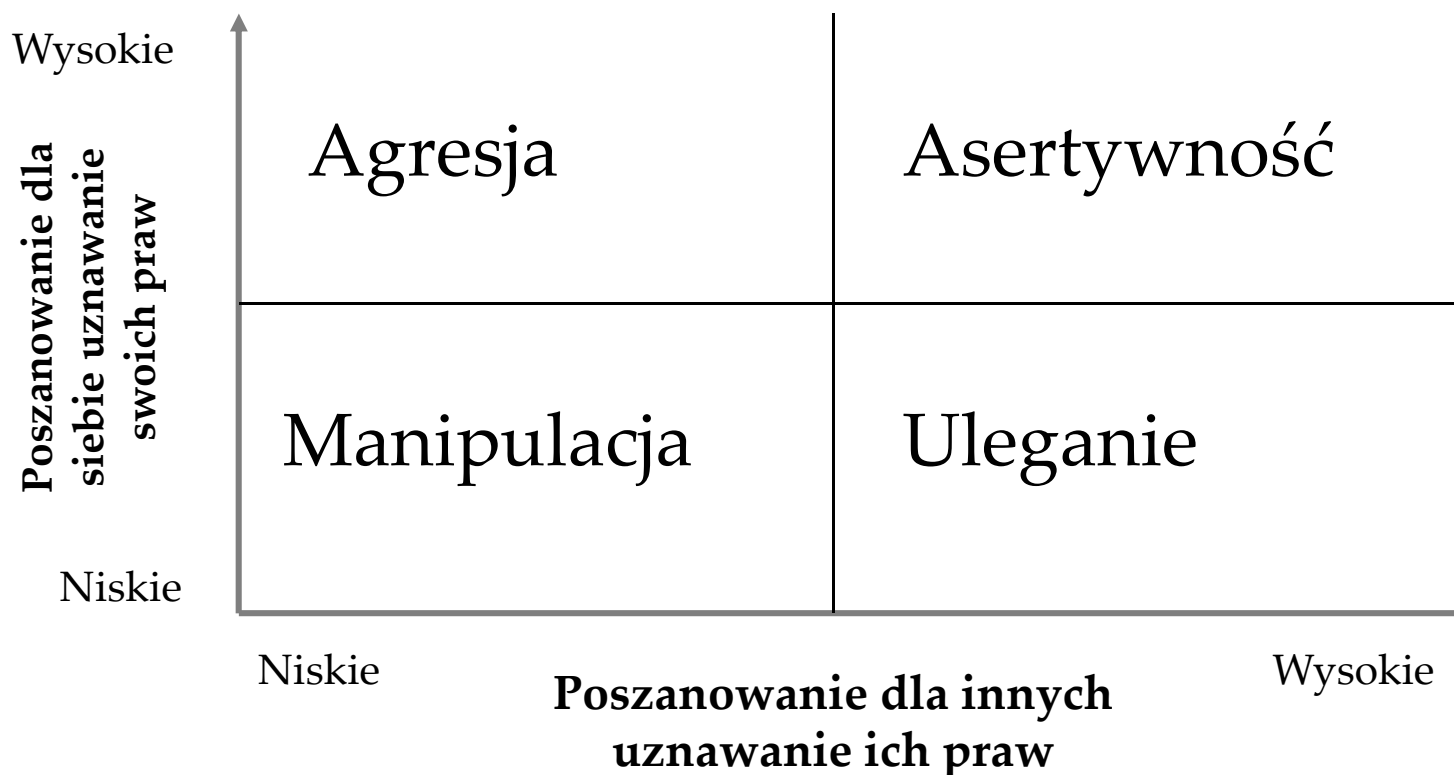 Wysokie
Poszanowanie dla
siebie uznawanie
swoich praw
Agresja
Asertywność
Manipulacja
Uleganie
Niskie
Niskie
Wysokie
Poszanowanie dla innych
uznawanie ich praw